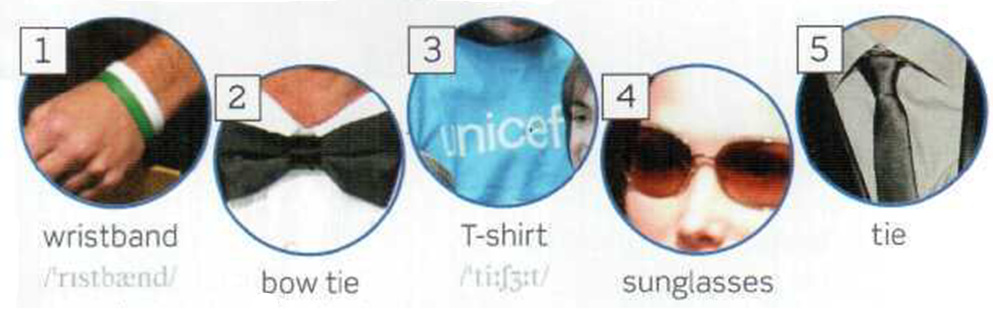 1
wristband
/ˈrɪstbænd/
2
bow tie
3
unicef
T-shirt
/ˈtiːʃɜːt/
4
sunglasses
5
tie